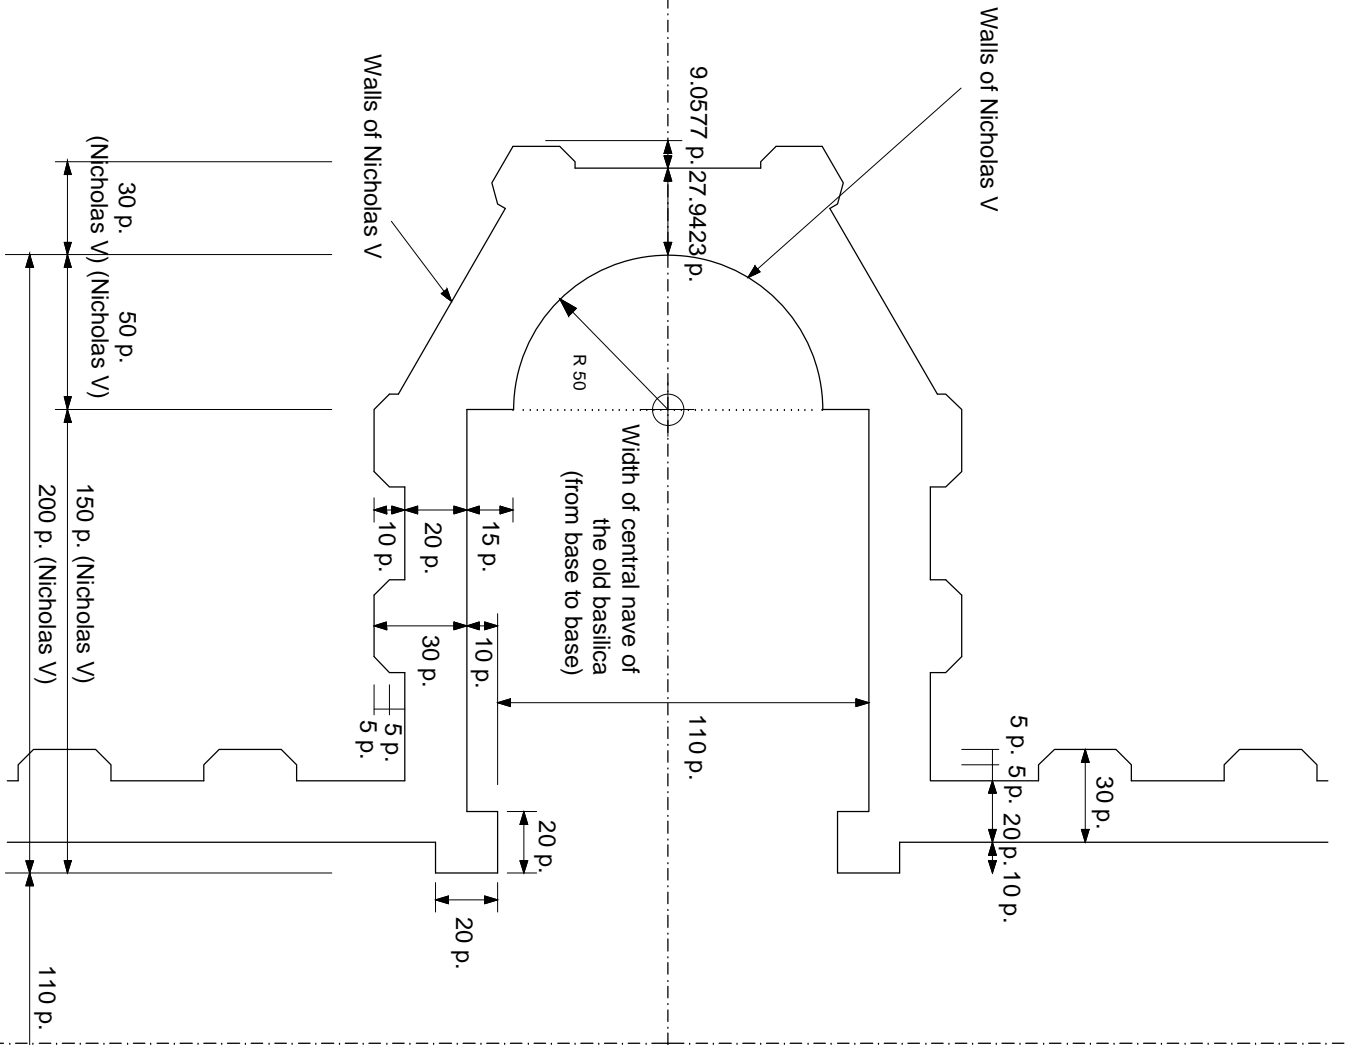 Walls of Nicholas V
9.0577 p.
27.9423 p.
Walls of Nicholas V
30 p.
(Nicholas V)
50 p.
(Nicholas V)
150 p. (Nicholas V)
200 p. (Nicholas V)
110 p.
R 50
Width of central nave of
the old basilica
(from base to base)
15 p.
20 p.
10 p.
10 p.
30 p.
5 p.
5 p.
110 p.
20 p.
20 p.
5 p.
5 p.
20 p.
10 p.
30 p.